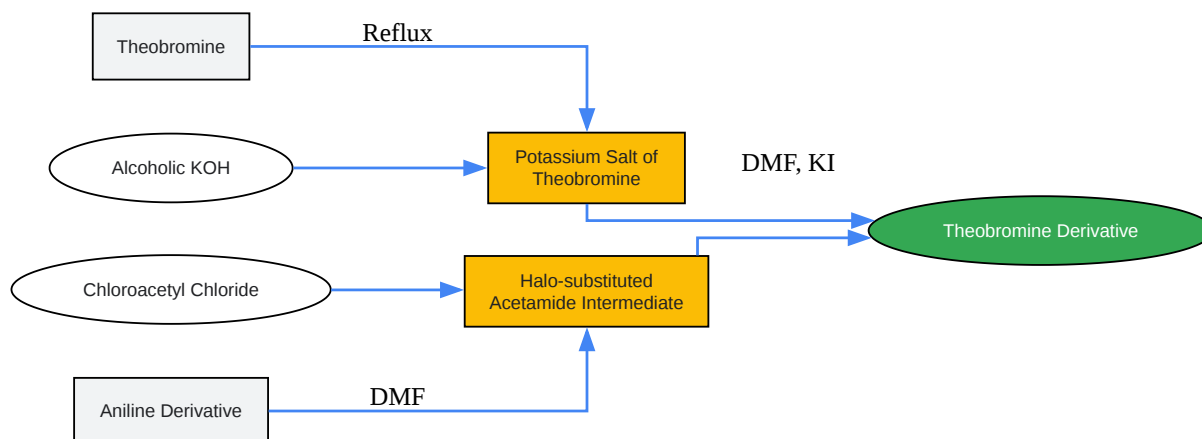 Theobromine
Reflux
Alcoholic KOH
Potassium Salt of
Theobromine
DMF, KI
Theobromine Derivative
Chloroacetyl Chloride
Halo-substituted
Acetamide Intermediate
Aniline Derivative
DMF